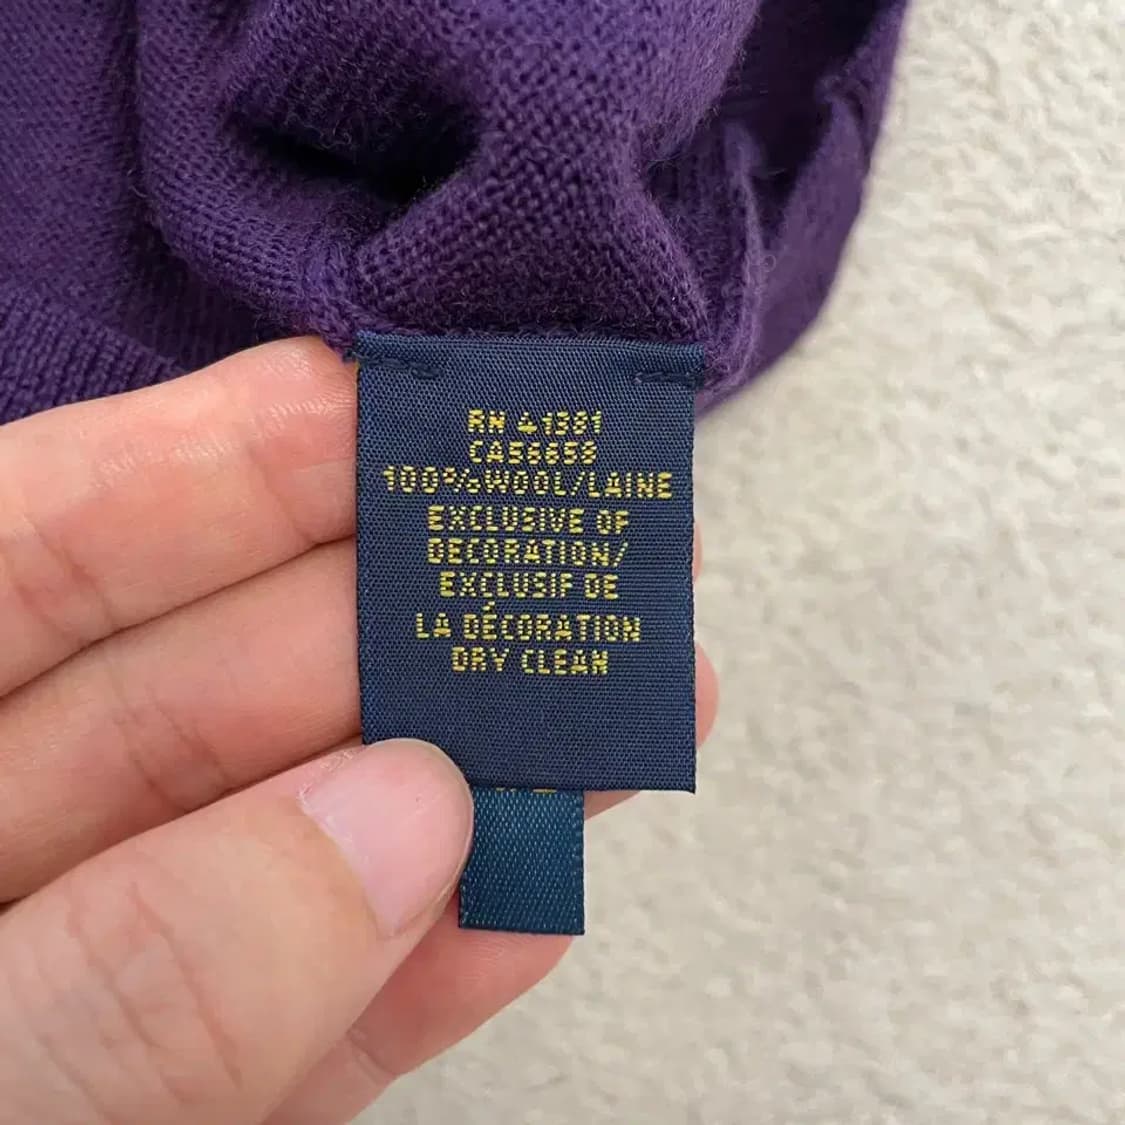 RN 41381
CA56658
100% WOOL/LAINE
EXCLUSIVE OF
DECORATION/
EXCLUSIF DE
LA DÉCORATION
DRY CLEAN